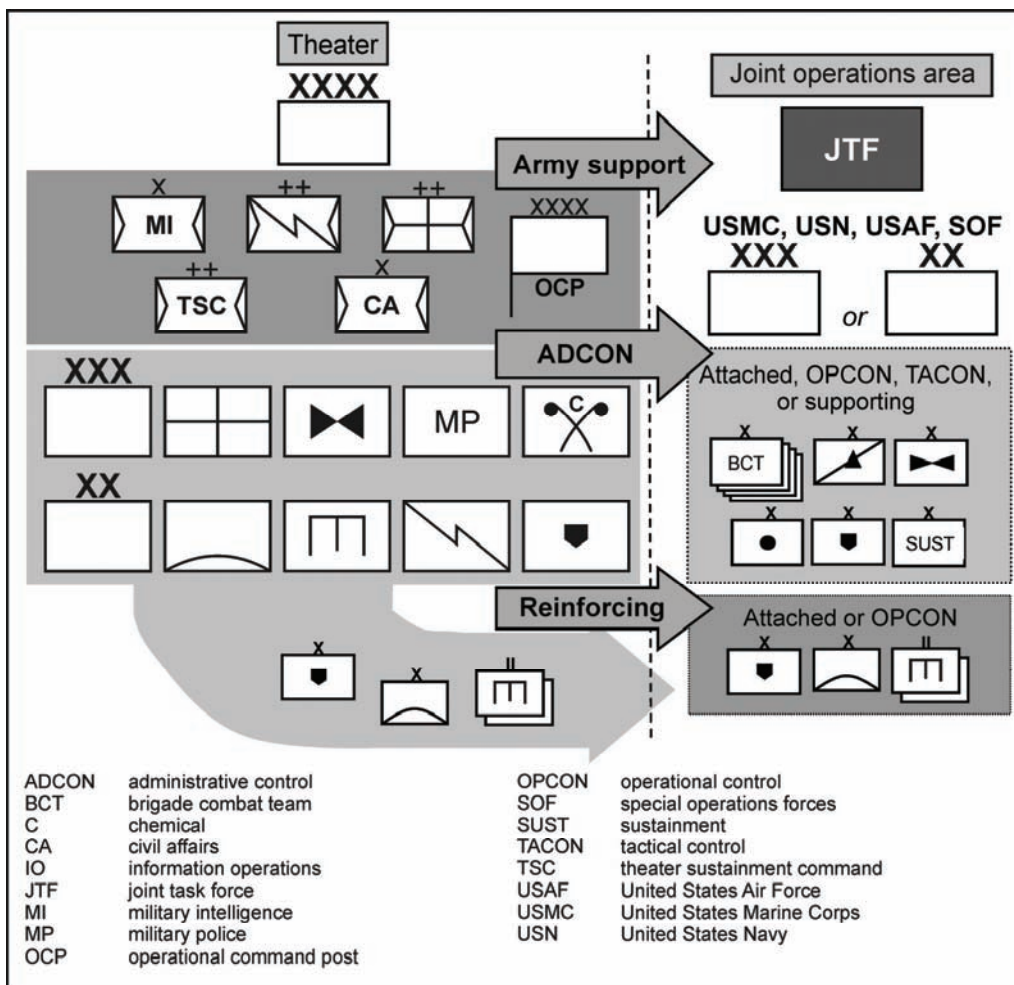 Theater
XXXX
Joint operations area
JTF
Army support
X
MI
++
++
XXXX
OCP
++
TSC
X
CA
USMC, USN, USAF, SOF
XXX
or
XX
ADCON
XXX
MP
C
XX
Attached, OPCON, TACON,
or supporting
X
BCT
X
X
X
X
X
SUST
Reinforcing
Attached or OPCON
X
X
II
X
X
II
ADCON administrative control
BCT brigade combat team
C chemical
CA civil affairs
IO information operations
JTF joint task force
MI military intelligence
MP military police
OCP operational command post
OPCON operational control
SOF special operations forces
SUST sustainment
TACON tactical control
TSC theater sustainment command
USAF United States Air Force
USMC United States Marine Corps
USN United States Navy